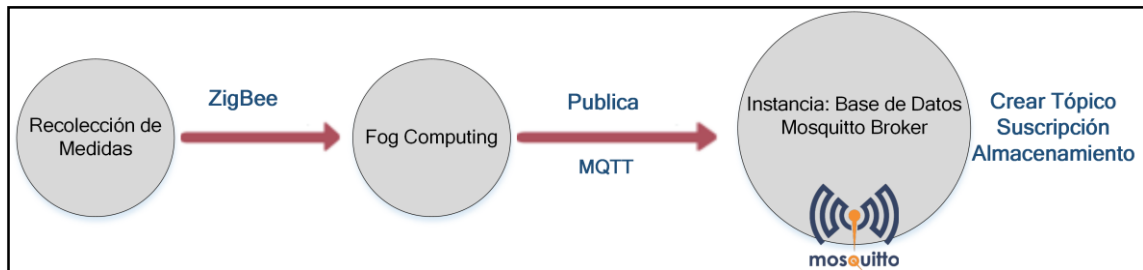 Recolección de
Medidas
ZigBee
Fog Computing
Publica
MQTT
Instancia: Base de Datos
Mosquitto Broker
mosquitto
Crear Tópico
Suscripción
Almacenamiento